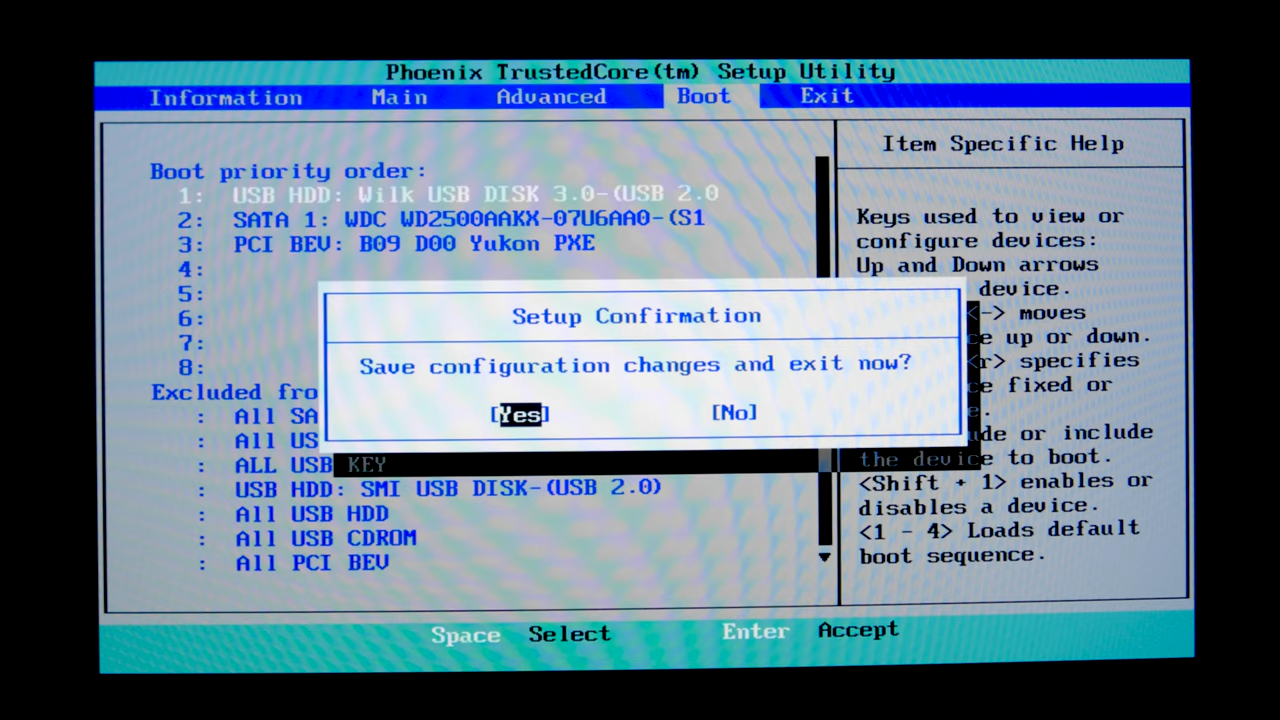 Phoenix TrustedCore(tm) Setup Utility
Information Main Advanced Boot Exit
Boot priority order:
1: USB HDD: Wilk USB DISK 3.0-(USB 2.0
2: SATA 1: WDC WD2500AAKX-07U6AA0-(S1
3: PCI BEV: B09 D00 Yukon PXE
4:
5:
6:
7:
8:
Excluded fro
: All SA
: All US
: ALL USB KEY
: USB HDD: SMI USB DISK-(USB 2.0)
: All USB HDD
: All USB CDROM
: All PCI BEV
Setup Confirmation
Save configuration changes and exit now?
[Yes] [No]
Item Specific Help
Keys used to view or
configure devices:
Up and Down arrows
device.
<-> moves
e up or down.
r> specifies
e fixed or
e.
de or include
the device to boot.
<Shift + 1> enables or
disables a device.
<1 - 4> Loads default
boot sequence.
Space Select Enter Accept